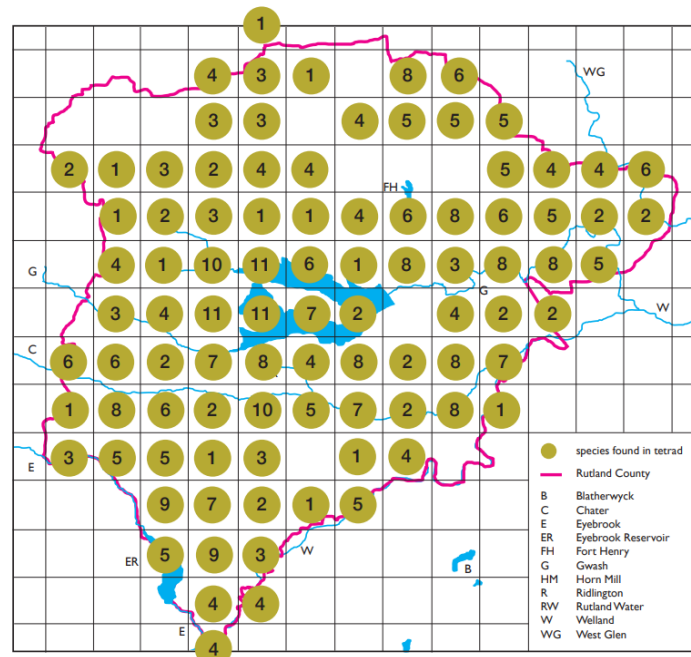 1
4 3 1 8 6
WG
3 3 4 5 5 5
2 1 3 2 4 4 5 4 4 6
FH
1 2 3 1 1 4 6 8 6 5 2 2
G 4 1 10 11 6 1 8 3 8 8 5
G
3 4 11 11 7 2 4 2 2
W
C
6 6 2 7 8 4 8 2 8 7
1 8 6 2 10 5 7 2 8 1
E 3 5 5 1 3 1 4
9 7 2 1 5
ER 5 9 3 W
B
4 4
E
4
species found in tetrad
Rutland County
B Blatherwyck
C Chater
E Eyebrook
ER Eyebrook Reservoir
FH Fort Henry
G Gwash
HM Horn Mill
R Ridlington
RW Rutland Water
W Welland
WG West Glen